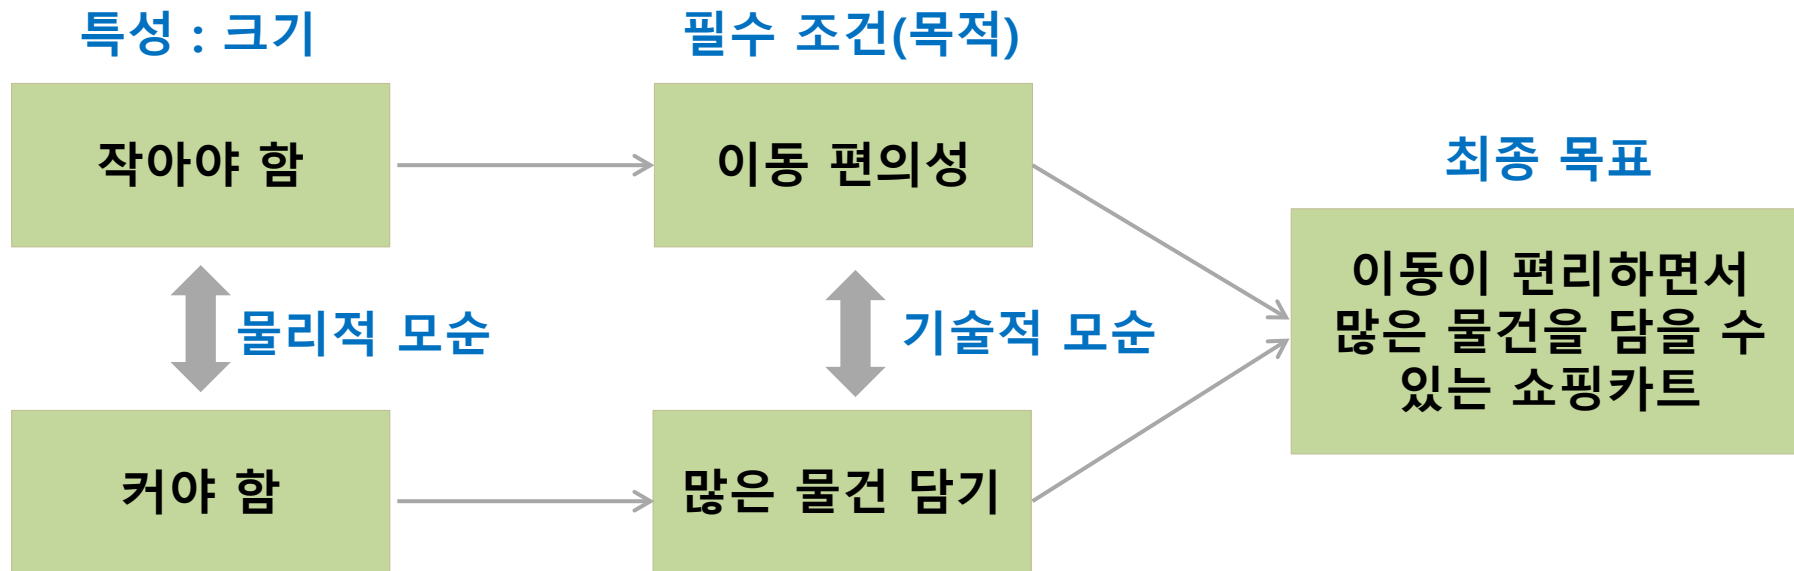 특성 : 크기
필수 조건(목적)
작아야 함
이동 편의성
최종 목표
이동이 편리하면서
많은 물건을 담을 수
있는 쇼핑카트
물리적 모순
기술적 모순
커야 함
많은 물건 담기